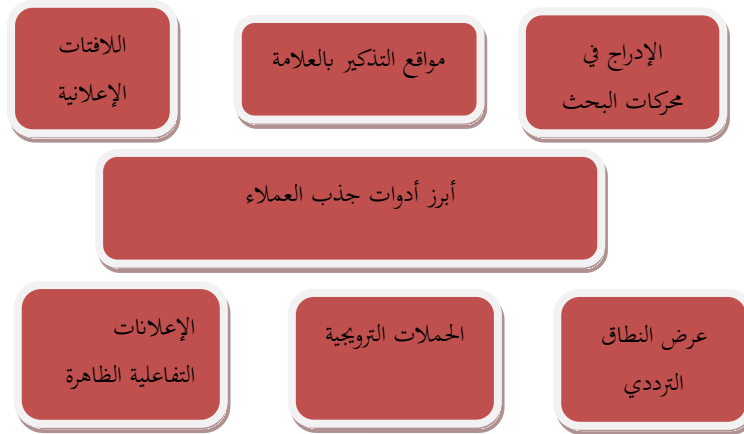 الإدراج في
محركات البحث
مواقع التذكير بالعلامة
اللافتات
الإعلانية
أبرز أدوات جذب العملاء
عرض النطاق
الترددي
الحملات الترويجية
الإعلانات
التفاعلية الظاهرة